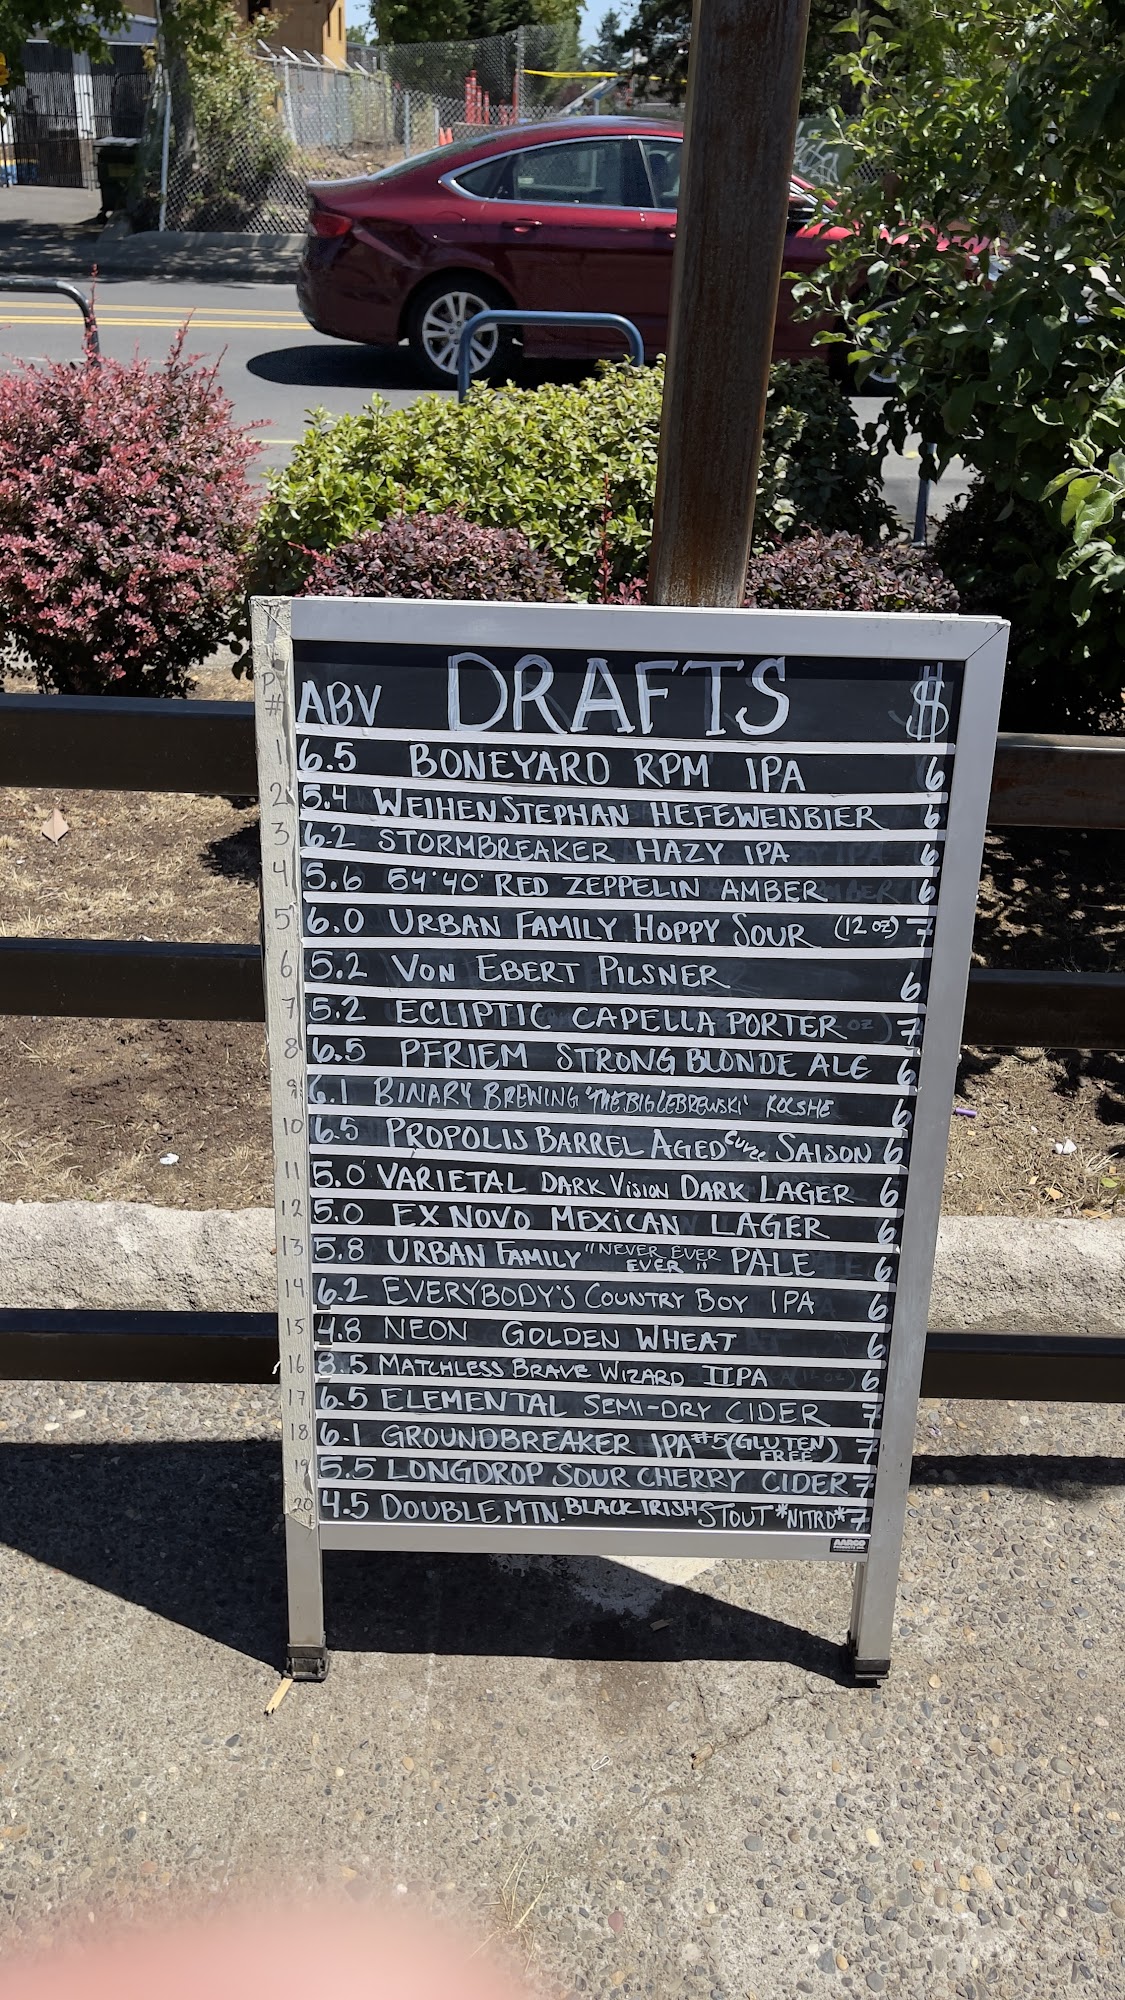 TAP #
ABV DRAFTS $
1 6.5 BONEYARD RPM IPA 6
2 5.4 WEIHENSTEPHAN HEFEWEISBIER 6
3 6.2 STORMBREAKER HAZY IPA 6
4 5.6 54°40' RED ZEPPELIN AMBER 6
5 6.0 URBAN FAMILY HOPPY SOUR (12 OZ) 7
6 5.2 VON EBERT PILSNER 6
7 5.2 ECLIPTIC CAPELLA PORTER 7
8 6.5 PFRIEM STRONG BLONDE ALE 6
9 6.1 BINARY BREWING 'THE BIG LEBREWSKI' KOLSHE 6
10 6.5 PROPOLIS BARREL AGED SAISON 6
11 5.0 VARIETAL DARK VISION DARK LAGER 6
12 5.0 EX NOVO MEXICAN LAGER 6
13 5.8 URBAN FAMILY "NEVER EVER EVER" PALE 6
14 6.2 EVERYBODY'S COUNTRY BOY IPA 6
15 4.8 NEON GOLDEN WHEAT 6
16 8.5 MATCHLESS BRAVE WIZARD IIPA 6
17 6.5 ELEMENTAL SEMI-DRY CIDER 7
18 6.1 GROUNDBREAKER IPA #5 (GLUTEN FREE) 7
19 5.5 LONGDROP SOUR CHERRY CIDER 7
20 4.5 DOUBLE MTN. BLACK IRISH STOUT *NITRO* 7
AARCO